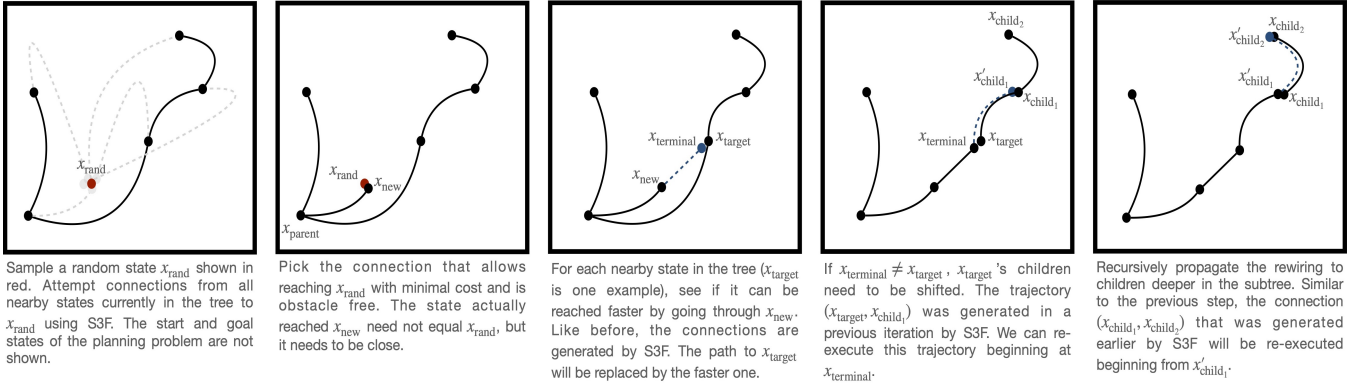 x_rand
Sample a random state x_rand shown in
red. Attempt connections from all
nearby states currently in the tree to
x_rand using S3F. The start and goal
states of the planning problem are not
shown.
x_rand
x_new
x_parent
Pick the connection that allows
reaching x_rand with minimal cost and is
obstacle free. The state actually
reached x_new need not equal x_rand, but
it needs to be close.
x_terminal
x_target
x_new
For each nearby state in the tree (x_target
is one example), see if it can be
reached faster by going through x_new.
Like before, the connections are
generated by S3F. The path to x_target
will be replaced by the faster one.
x_child₂
x′_child₁
x_child₁
x_terminal
x_target
If x_terminal ≠ x_target, x_target's children
need to be shifted. The trajectory
(x_target, x_child₁) was generated in a
previous iteration by S3F. We can re-
execute this trajectory beginning at
x_terminal.
x_child₂
x′_child₂
x′_child₁
x_child₁
Recursively propagate the rewiring to
children deeper in the subtree. Similar
to the previous step, the connection
(x_child₁, x_child₂) that was generated
earlier by S3F will be re-executed
beginning from x′_child₁.